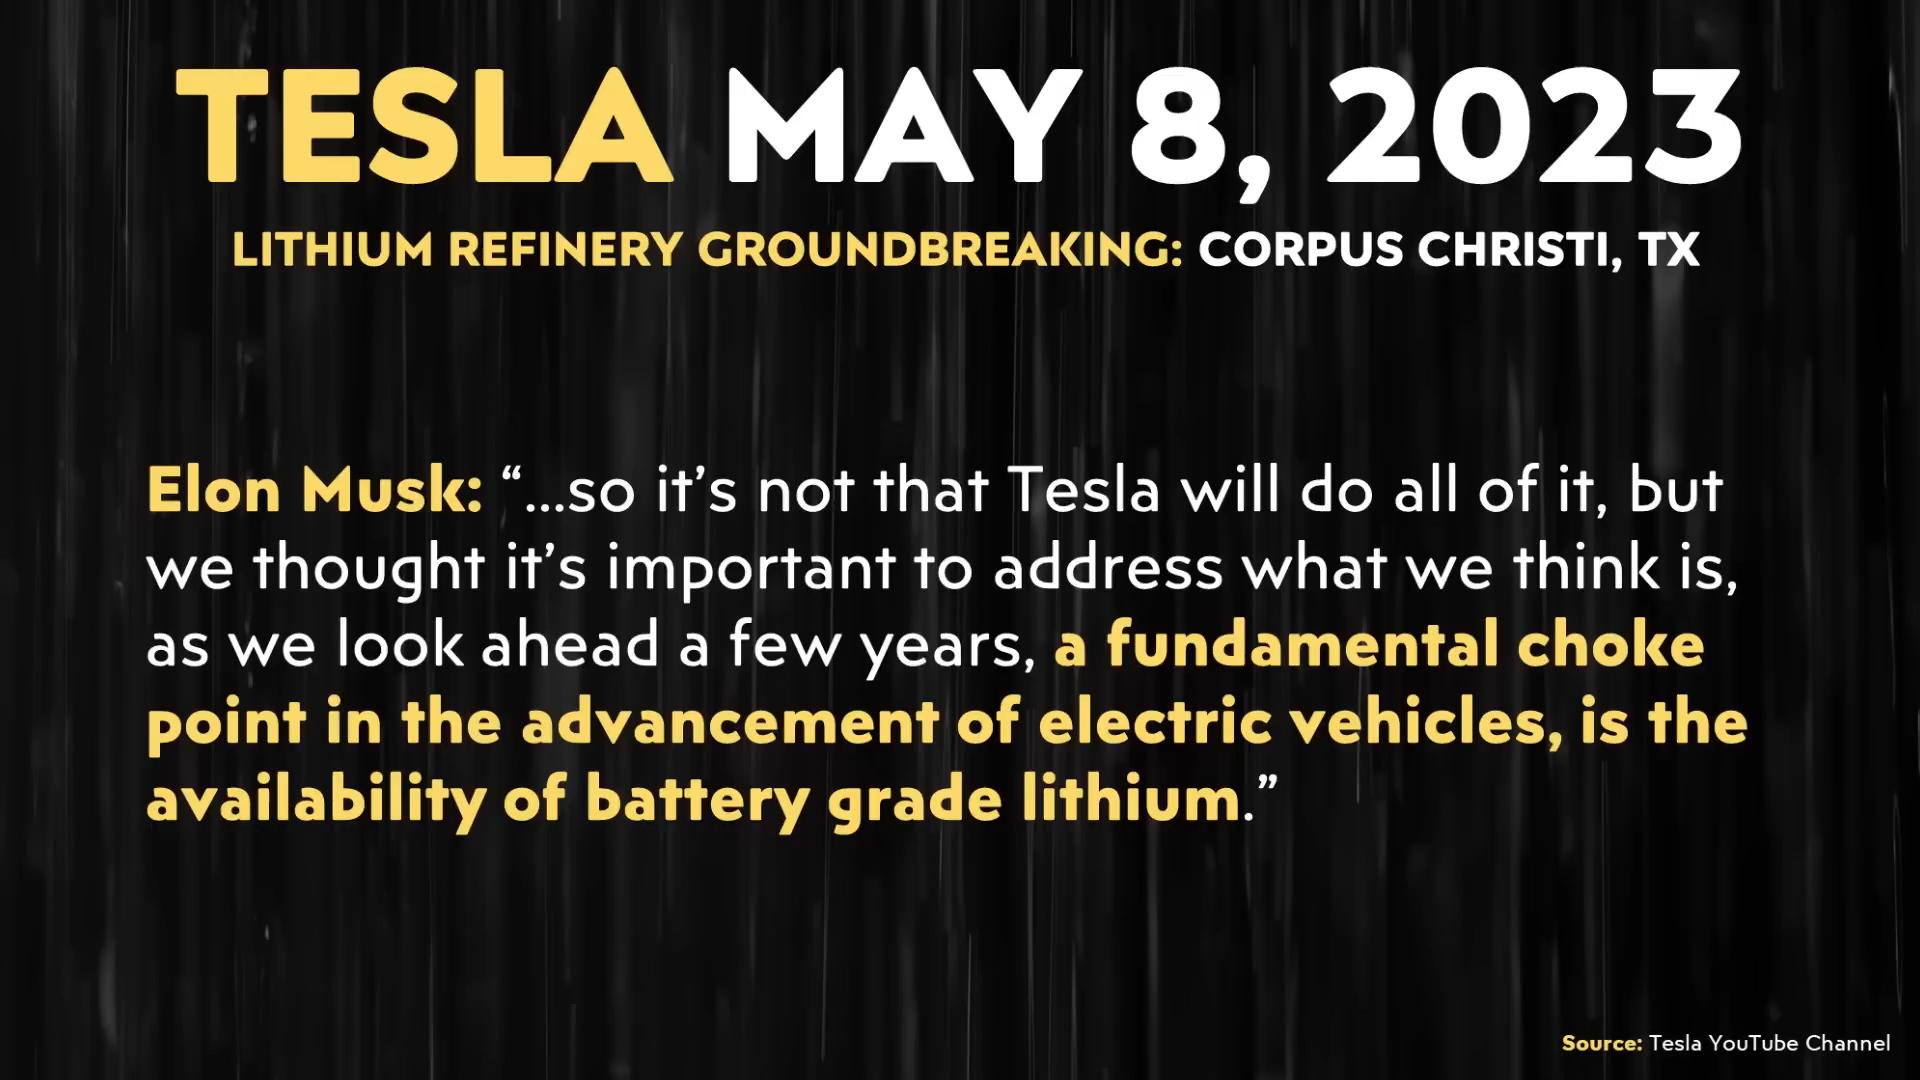 TESLA MAY 8, 2023
LITHIUM REFINERY GROUNDBREAKING: CORPUS CHRISTI, TX
Elon Musk: “...so it’s not that Tesla will do all of it, but
we thought it’s important to address what we think is,
as we look ahead a few years, a fundamental choke
point in the advancement of electric vehicles, is the
availability of battery grade lithium.”
Source: Tesla YouTube Channel